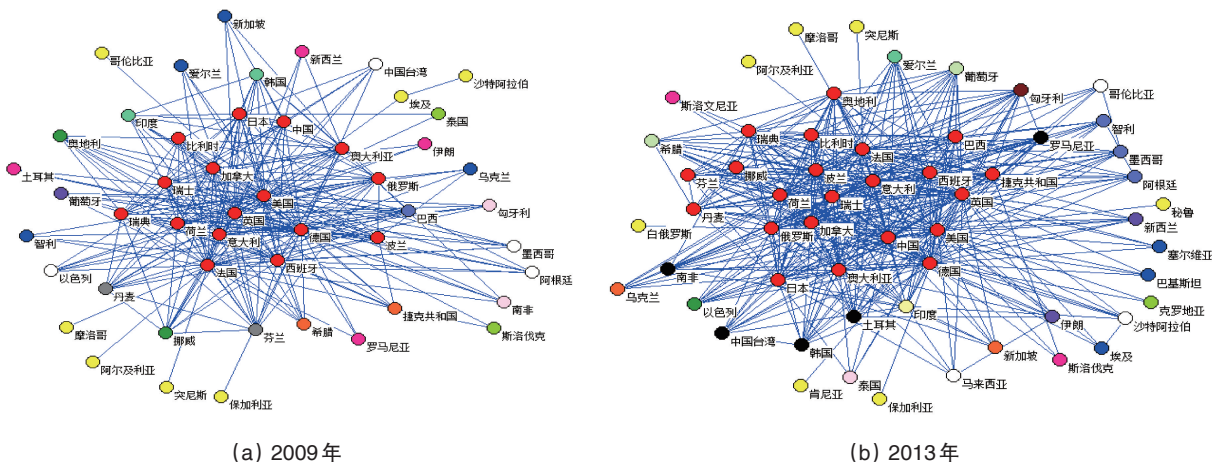 新加坡
哥伦比亚
爱尔兰
韩国
新西兰
中国台湾
沙特阿拉伯
埃及
印度
日本
中国
泰国
奥地利
比利时
澳大利亚
伊朗
土耳其
加拿大
俄罗斯
乌克兰
葡萄牙
瑞士
美国
巴西
匈牙利
瑞典
荷兰
英国
智利
意大利
德国
波兰
墨西哥
以色列
法国
西班牙
阿根廷
丹麦
南非
捷克共和国
摩洛哥
挪威
芬兰
希腊
罗马尼亚
斯洛伐克
阿尔及利亚
突尼斯
保加利亚
(a) 2009年
摩洛哥
突尼斯
阿尔及利亚
爱尔兰
葡萄牙
斯洛文尼亚
奥地利
匈牙利
哥伦比亚
瑞典
比利时
巴西
罗马尼亚
智利
希腊
法国
墨西哥
芬兰
挪威
波兰
意大利
西班牙
捷克共和国
阿根廷
丹麦
荷兰
瑞士
英国
秘鲁
白俄罗斯
俄罗斯
加拿大
中国
美国
新西兰
塞尔维亚
南非
澳大利亚
德国
巴基斯坦
乌克兰
日本
以色列
印度
克罗地亚
土耳其
伊朗
沙特阿拉伯
中国台湾
韩国
新加坡
埃及
斯洛伐克
泰国
马来西亚
肯尼亚
保加利亚
(b) 2013年